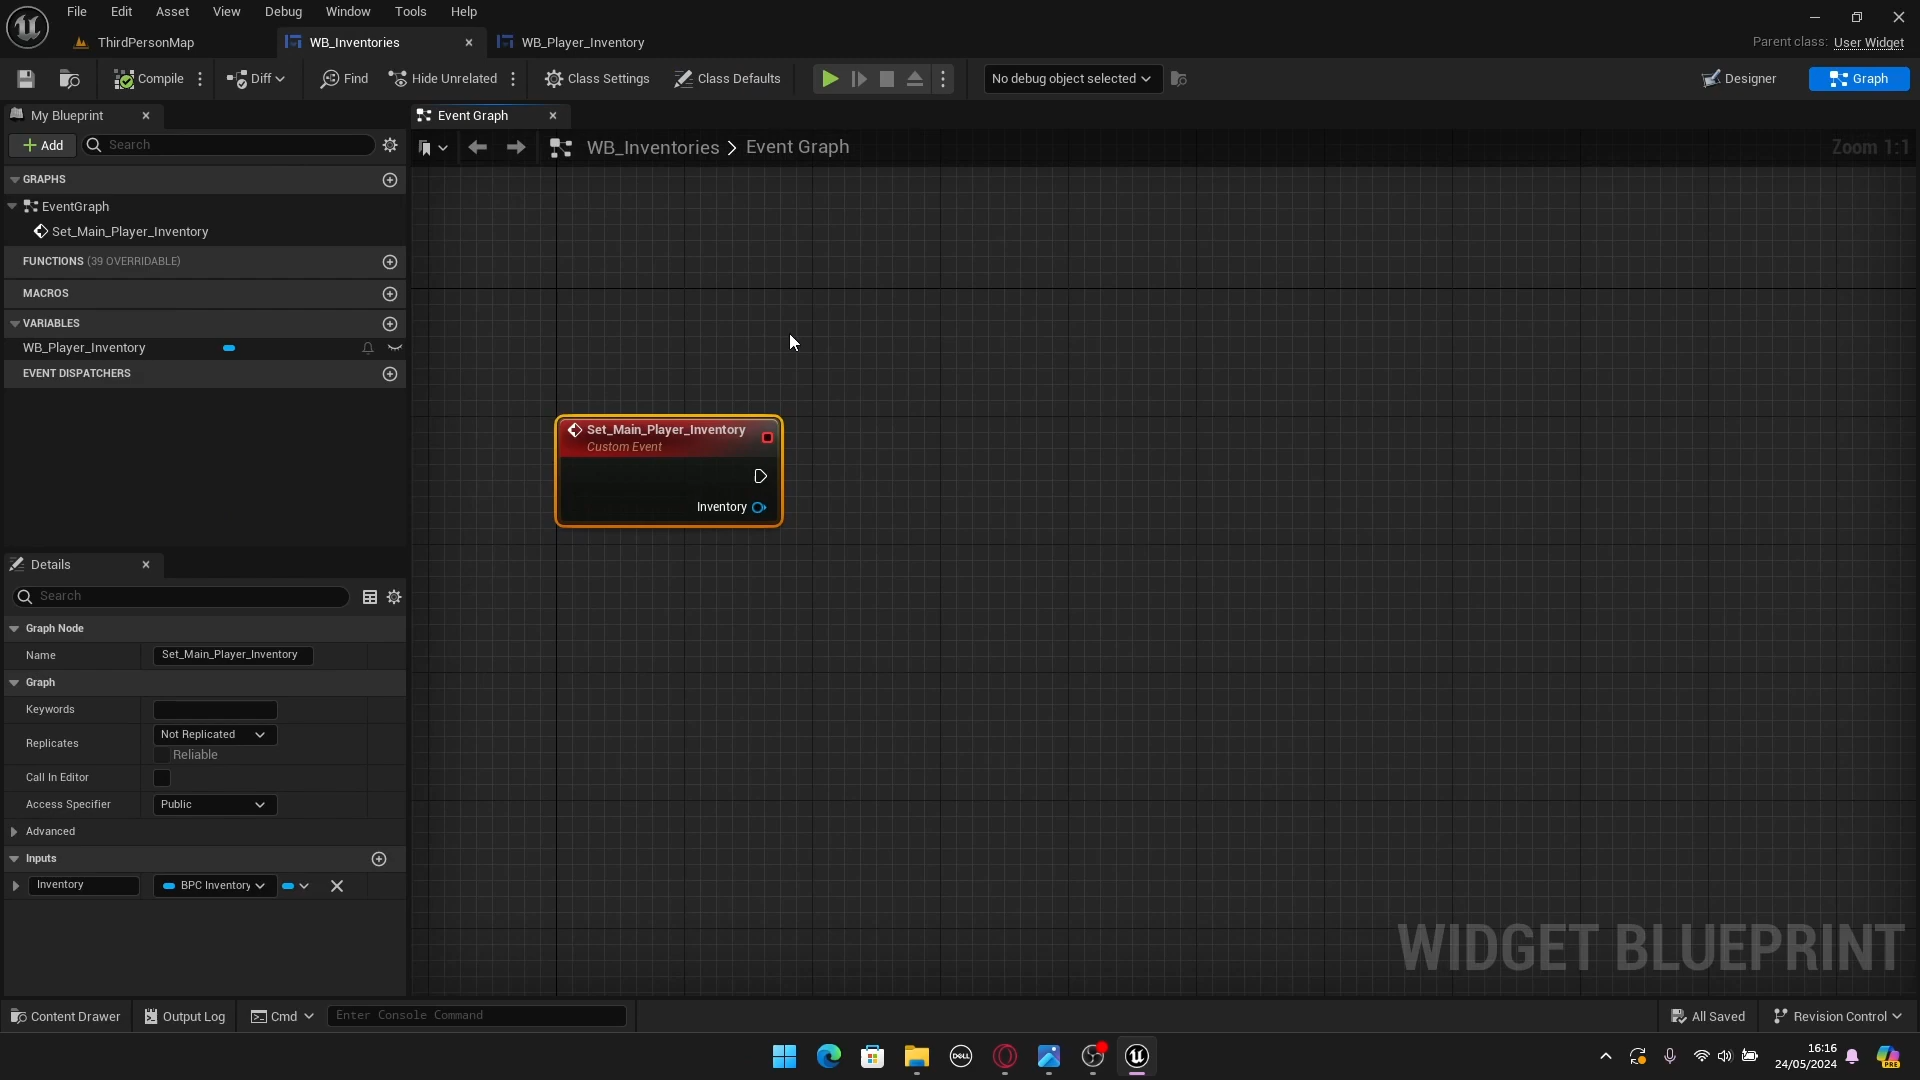 File Edit Asset View Debug Window Tools Help
ThirdPersonMap WB_Inventories WB_Player_Inventory
Parent class: User Widget
Compile Diff Find Hide Unrelated Class Settings Class Defaults No debug object selected Designer Graph
My Blueprint Event Graph
Add Search
WB_Inventories > Event Graph Zoom 1:1
GRAPHS
EventGraph
Set_Main_Player_Inventory
FUNCTIONS (39 OVERRIDABLE)
MACROS
VARIABLES
WB_Player_Inventory
EVENT DISPATCHERS
Set_Main_Player_Inventory
Custom Event
Inventory
Details
Search
Graph Node
Name Set_Main_Player_Inventory
Graph
Keywords
Replicates Not Replicated
Reliable
Call In Editor
Access Specifier Public
Advanced
Inputs
Inventory BPC Inventory
WIDGET BLUEPRINT
Content Drawer Output Log Cmd Enter Console Command All Saved Revision Control
DELL
PRE
16:16
24/05/2024